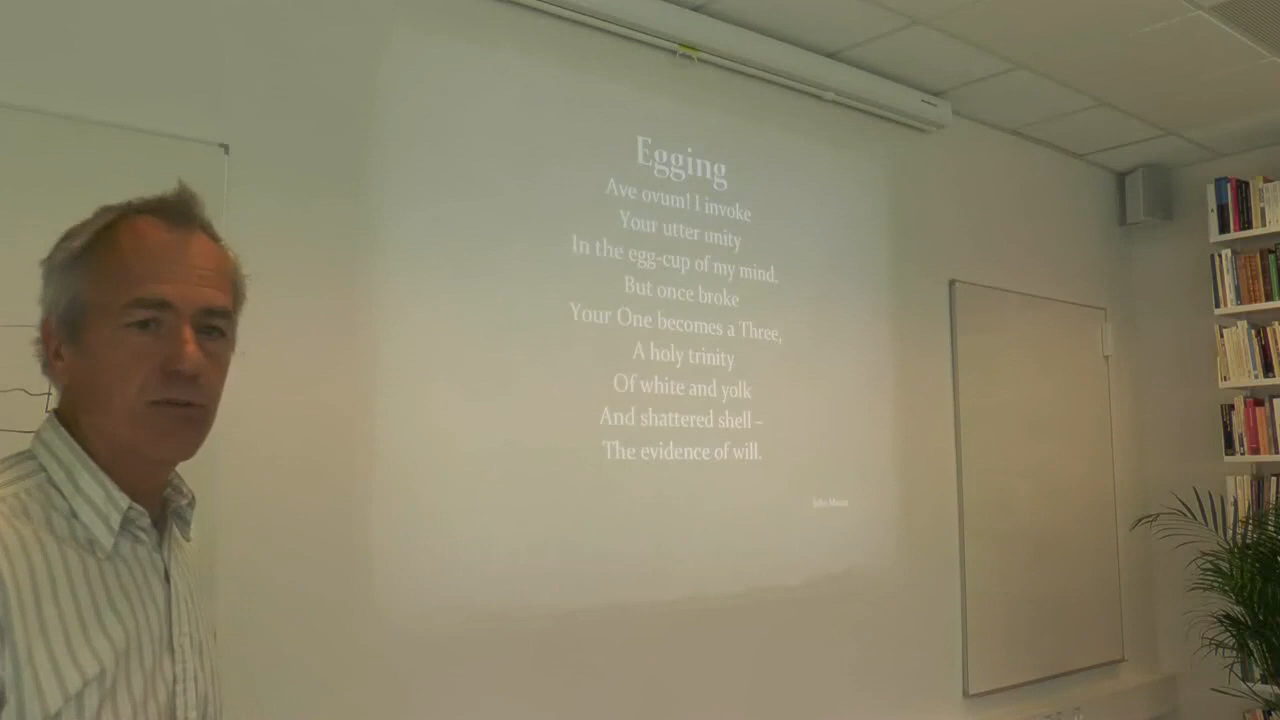 Egging
Ave ovum! I invoke
Your utter unity
In the egg-cup of my mind.
But once broke
Your One becomes a Three,
A holy trinity
Of white and yolk
And shattered shell –
The evidence of will.